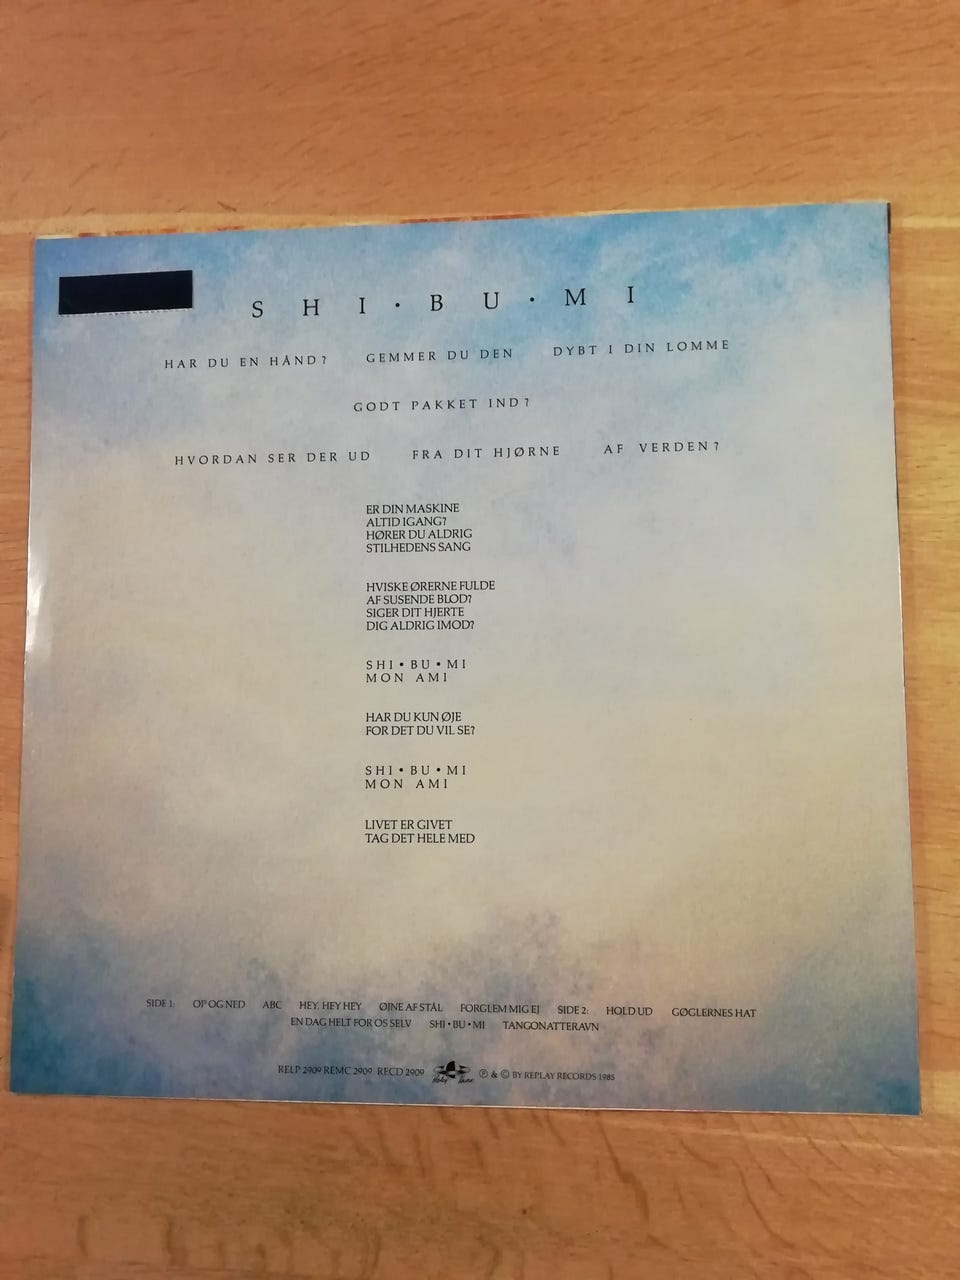 SHI·BU·MI
HAR DU EN HÅND? GEMMER DU DEN DYBT I DIN LOMME
GODT PAKKET IND?
HVORDAN SER DER UD FRA DIT HJØRNE AF VERDEN?
ER DIN MASKINE
ALTID IGANG?
HØRER DU ALDRIG
STILHEDENS SANG
HVISKE ØRERNE FULDE
AF SUSENDE BLOD?
SIGER DIT HJERTE
DIG ALDRIG IMOD?
SHI•BU•MI
MON AMI
HAR DU KUN ØJE
FOR DET DU VIL SE?
SHI•BU•MI
MON AMI
LIVET ER GIVET
TAG DET HELE MED
SIDE 1: OP OG NED ABC HEY, HEY HEY ØJNE AF STÅL FORGLEM MIG EJ SIDE 2: HOLD UD GØGLERNES HAT
EN DAG HELT FOR OS SELV SHI•BU•MI TANGONATTERAVN
RELP 2909 REMC 2909 RECD 2909 ℗ & © BY REPLAY RECORDS 1985